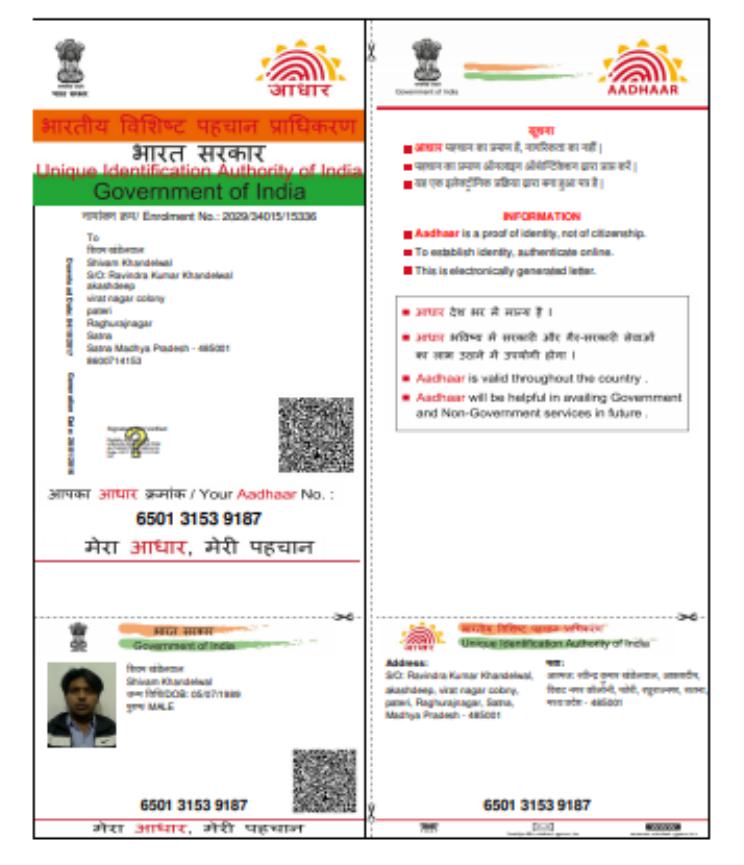 भारत सरकार
आधार
भारतीय विशिष्ट पहचान प्राधिकरण
भारत सरकार
Unique Identification Authority of India
Government of India
नामांकन क्रम/ Enrolment No.: 2029/34015/15336
To
Shivam Khandelwal
S/O: Ravindra Kumar Khandelwal
akashdeep
virat nagar colony
pateri
Raghurajnagar
Satna
Satna Madhya Pradesh - 485001
आपका आधार क्रमांक / Your Aadhaar No. :
6501 3153 9187
मेरा आधार, मेरी पहचान
भारत सरकार
Government of India
Shivam Khandelwal
जन्म तिथि/DOB: 05/07/1989
पुरुष/ MALE
6501 3153 9187
मेरा आधार, मेरी पहचान
Government of India
AADHAAR
सूचना
आधार पहचान का प्रमाण है, नागरिकता का नहीं |
पहचान का प्रमाण ऑनलाइन ऑथेन्टिकेशन द्वारा प्राप्त करें |
यह एक इलेक्ट्रॉनिक प्रक्रिया द्वारा बना हुआ पत्र है |
INFORMATION
Aadhaar is a proof of identity, not of citizenship.
To establish identity, authenticate online.
This is electronically generated letter.
आधार देश भर में मान्य है ।
आधार भविष्य में सरकारी और गैर-सरकारी सेवाओं
का लाभ उठाने में उपयोगी होगा ।
Aadhaar is valid throughout the country .
Aadhaar will be helpful in availing Government
and Non-Government services in future .
भारतीय विशिष्ट पहचान प्राधिकरण
Unique Identification Authority of India
आधार
Address:
S/O: Ravindra Kumar Khandelwal,
akashdeep, virat nagar colony,
pateri, Raghurajnagar, Satna,
Madhya Pradesh - 485001
पता:
मध्य प्रदेश - 485001
6501 3153 9187